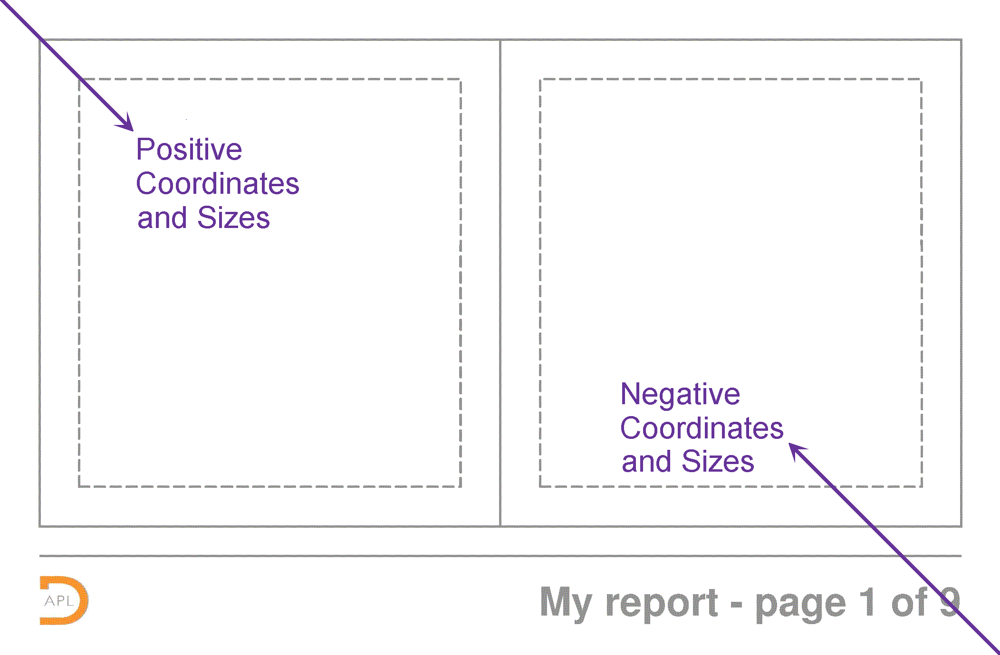 Positive
Coordinates
and Sizes
Negative
Coordinates
and Sizes
APL
My report - page 1 of 9